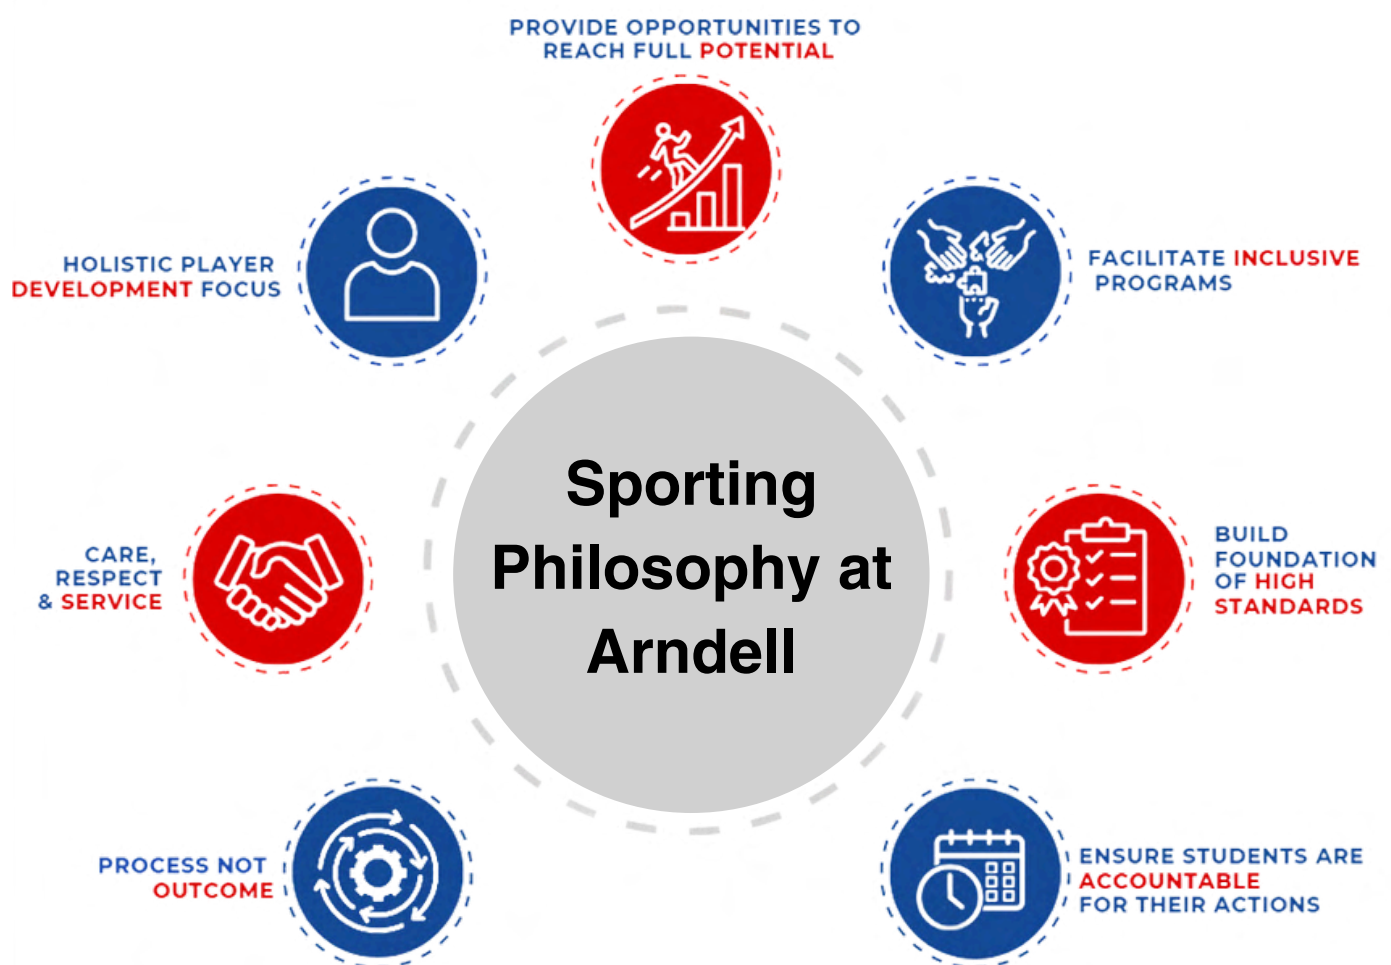 PROVIDE OPPORTUNITIES TO
REACH FULL POTENTIAL
HOLISTIC PLAYER
DEVELOPMENT FOCUS
FACILITATE INCLUSIVE
PROGRAMS
Sporting
Philosophy at
Arndell
CARE,
RESPECT
& SERVICE
BUILD
FOUNDATION
OF HIGH
STANDARDS
PROCESS NOT
OUTCOME
ENSURE STUDENTS ARE
ACCOUNTABLE
FOR THEIR ACTIONS